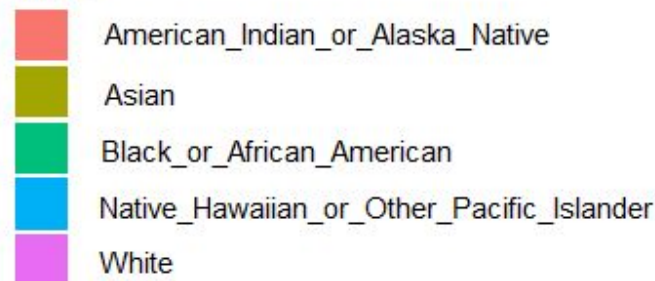 American_Indian_or_Alaska_Native
Asian
Black_or_African_American
Native_Hawaiian_or_Other_Pacific_Islander
White